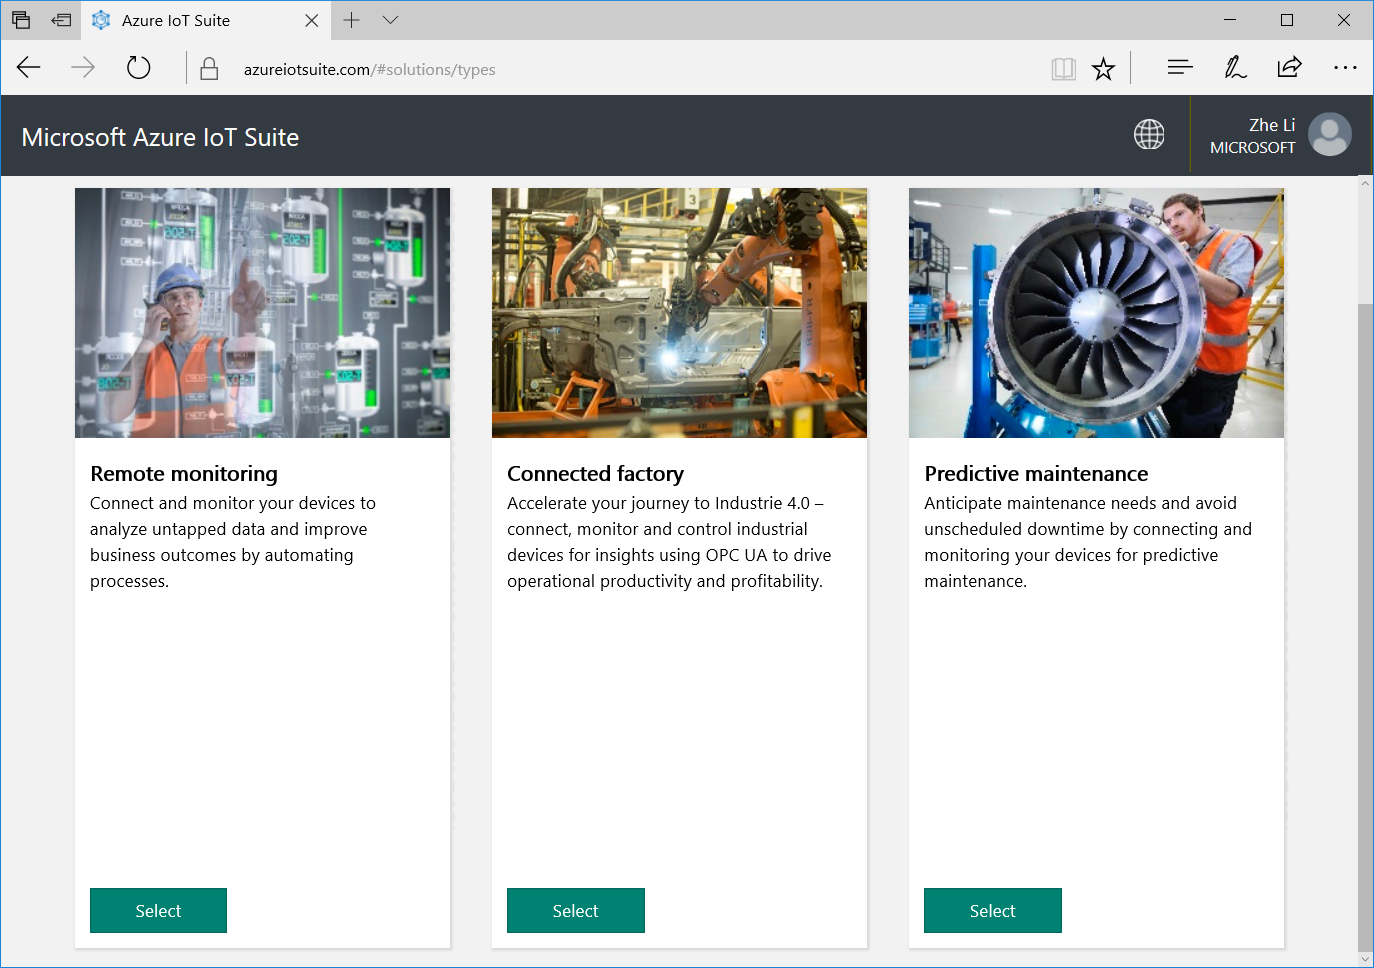 Azure IoT Suite
azureiotsuite.com/#solutions/types
Microsoft Azure IoT Suite
Zhe Li
MICROSOFT
3
Remote monitoring
Connect and monitor your devices to
analyze untapped data and improve
business outcomes by automating
processes.
Select
Connected factory
Accelerate your journey to Industrie 4.0 –
connect, monitor and control industrial
devices for insights using OPC UA to drive
operational productivity and profitability.
Select
Predictive maintenance
Anticipate maintenance needs and avoid
unscheduled downtime by connecting and
monitoring your devices for predictive
maintenance.
Select